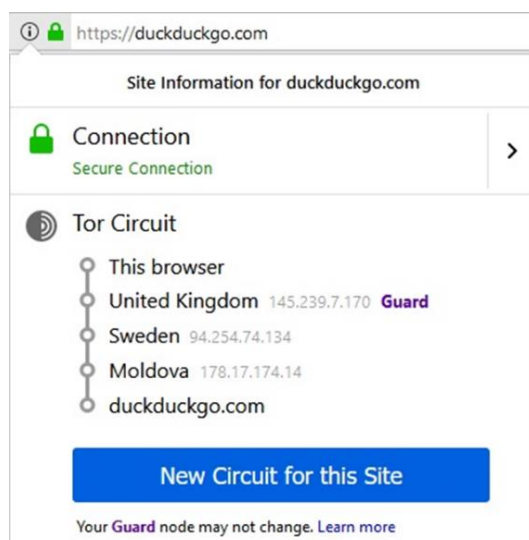 https://duckduckgo.com
Site Information for duckduckgo.com
Connection
Secure Connection
Tor Circuit
This browser
United Kingdom 145.239.7.170 Guard
Sweden 94.254.74.134
Moldova 178.17.174.14
duckduckgo.com
New Circuit for this Site
Your Guard node may not change. Learn more